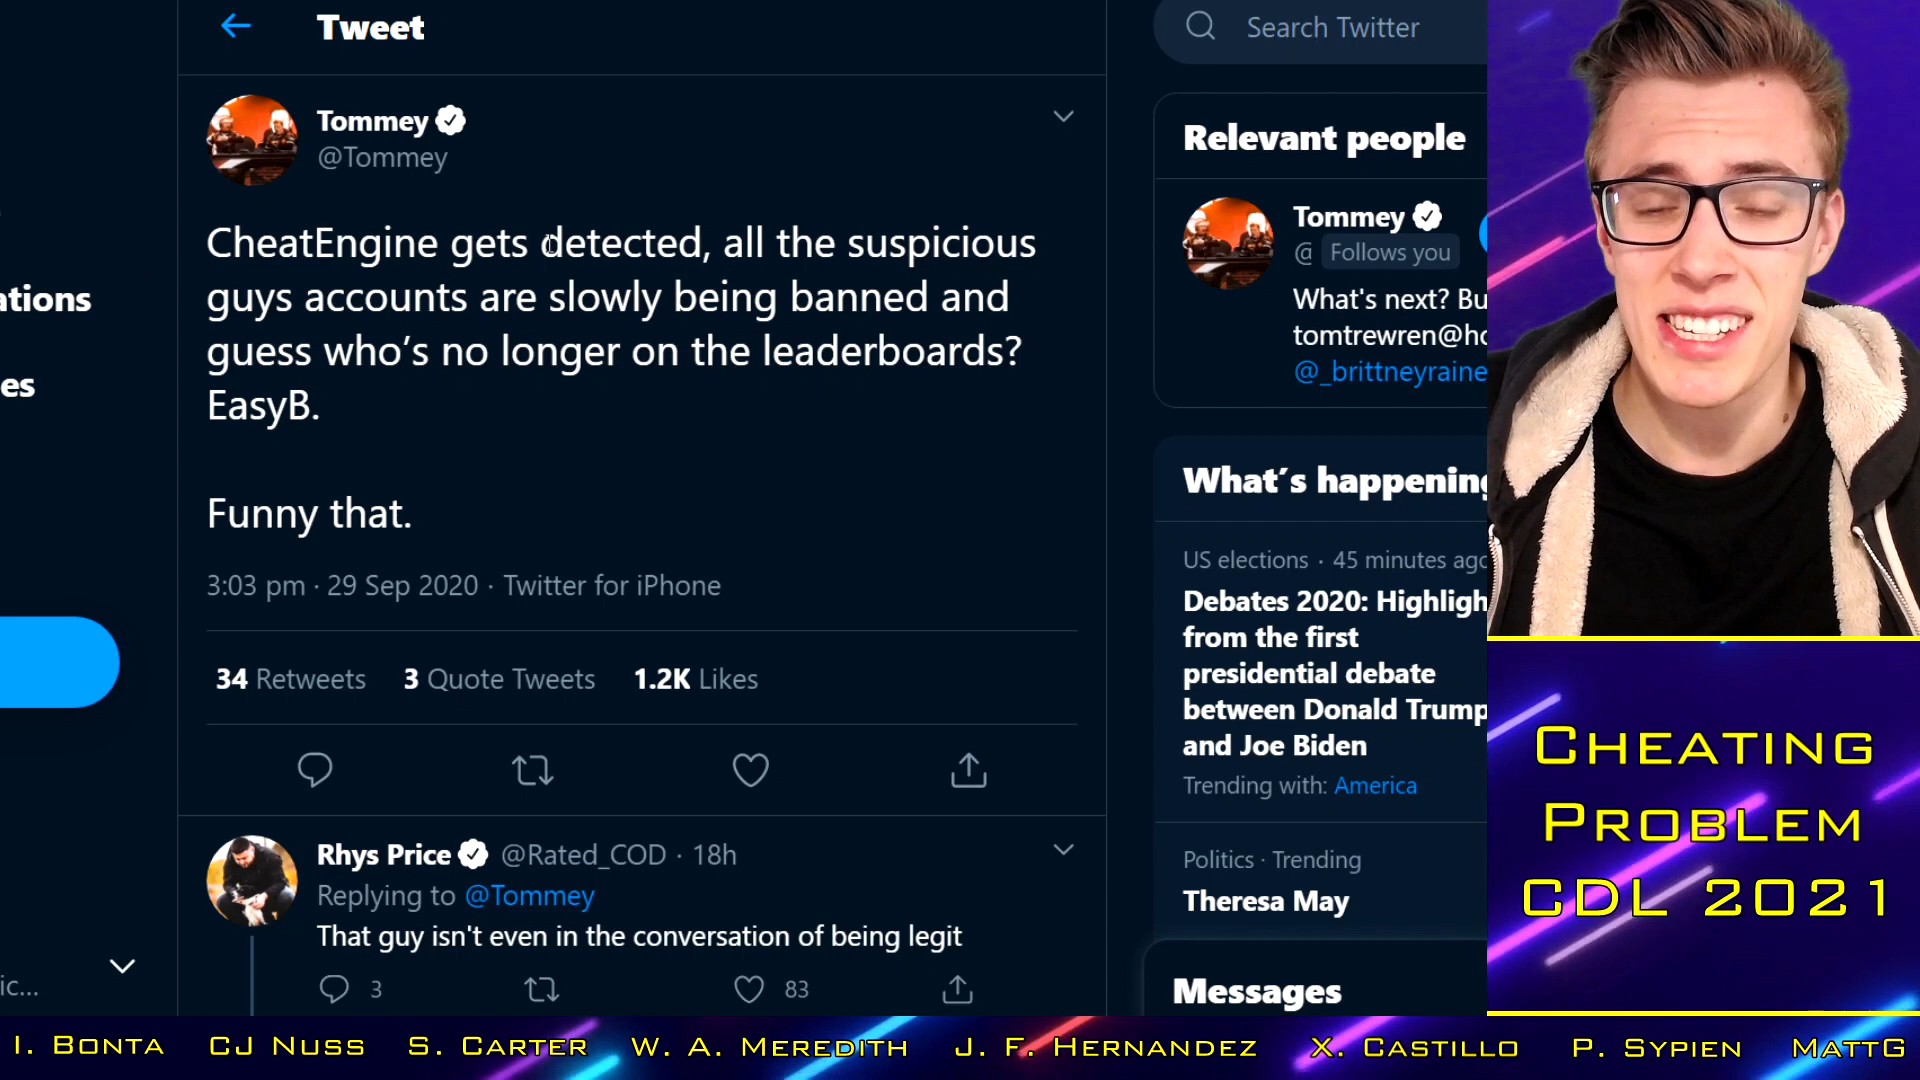 Tweet
Search Twitter
Tommey
@Tommey
CheatEngine gets detected, all the suspicious
guys accounts are slowly being banned and
guess who’s no longer on the leaderboards?
EasyB.
Funny that.
3:03 pm · 29 Sep 2020 · Twitter for iPhone
34 Retweets 3 Quote Tweets 1.2K Likes
Rhys Price @Rated_COD · 18h
Replying to @Tommey
That guy isn't even in the conversation of being legit
3 83
ations
es
ic...
Relevant people
Tommey
@ Follows you
What's next? Bu
tomtrewren@ho
@_brittneyraine
What's happening
US elections · 45 minutes ago
Debates 2020: Highligh
from the first
presidential debate
between Donald Trump
and Joe Biden
Trending with: America
Politics · Trending
Theresa May
Messages
Cheating
Problem
CDL 2021
I. Bonta CJ Nuss S. Carter W. A. Meredith J. F. Hernandez X. Castillo P. Sypien MattG